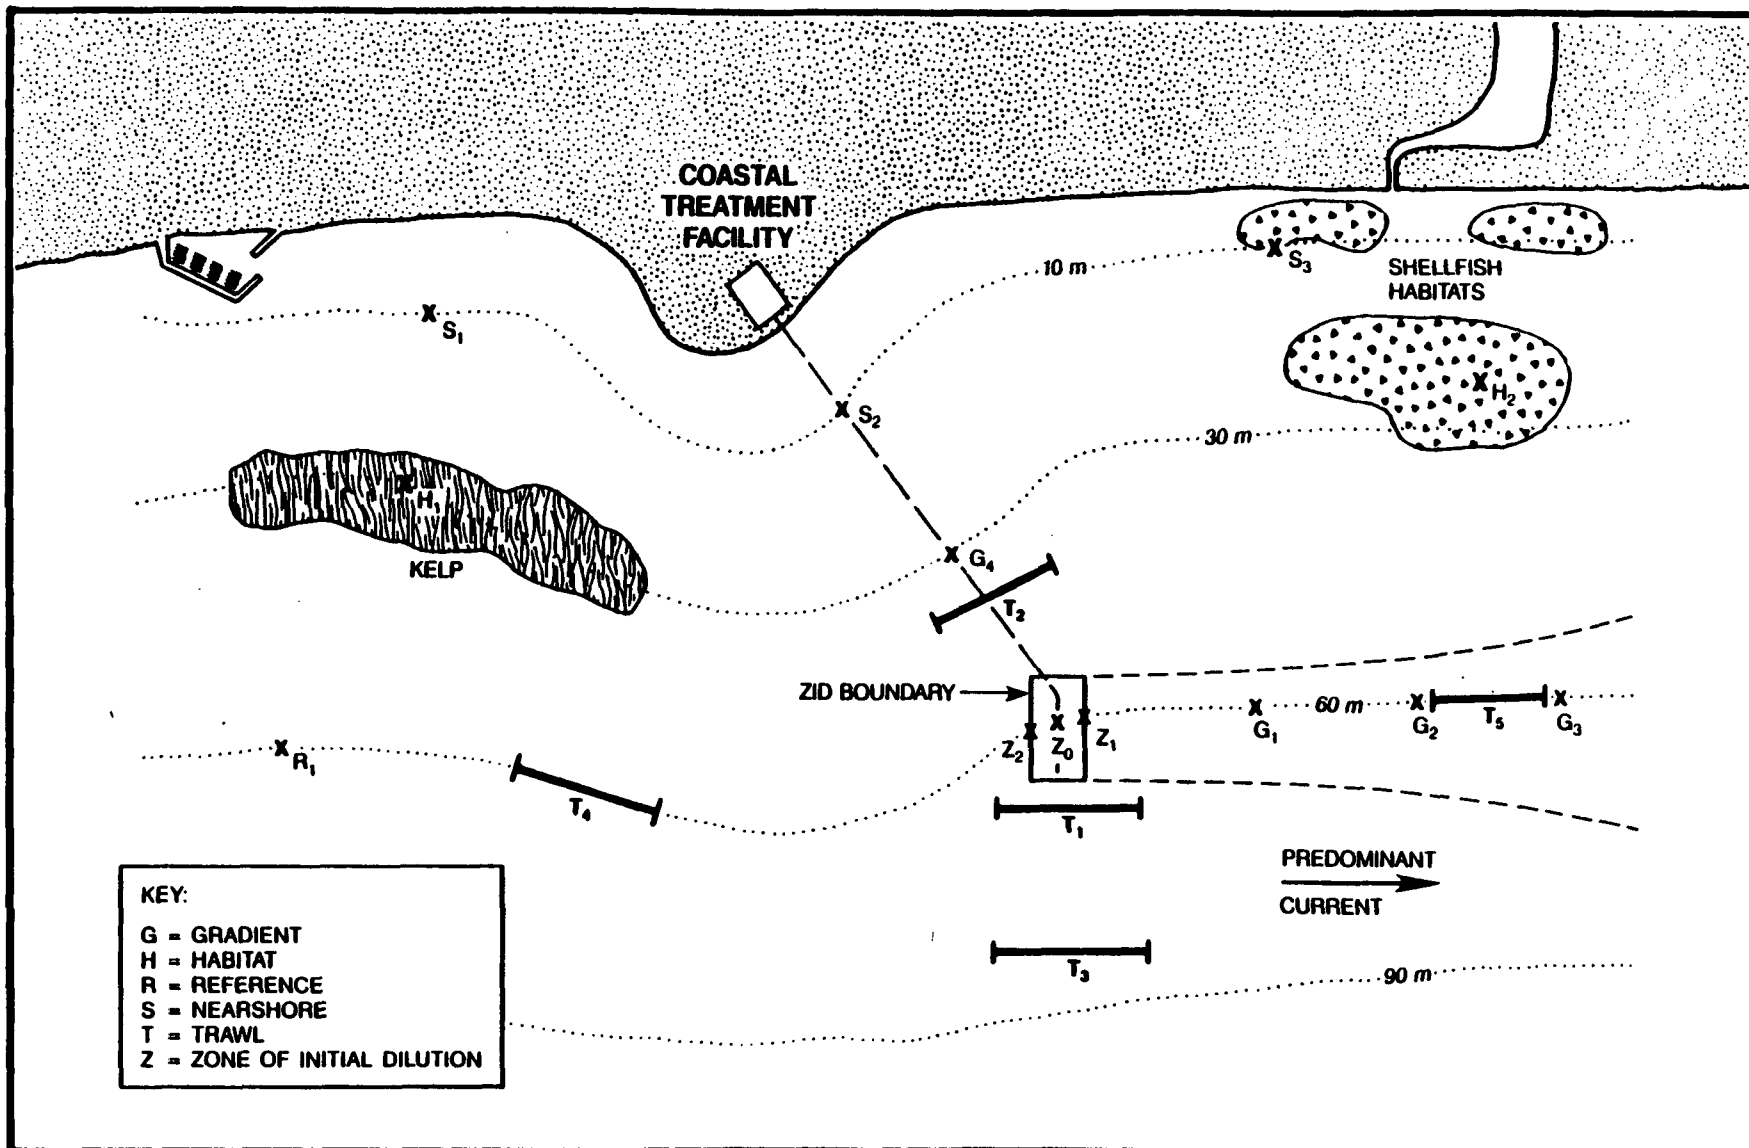 COASTAL
TREATMENT
FACILITY
10 m
S₃
SHELLFISH
HABITATS
S₁
H₂
S₂
30 m
H₁
KELP
G₄
T₂
ZID BOUNDARY
60 m
G₁
G₂
T₅
G₃
Z₂
Z₀
Z₁
R₁
T₄
T₁
PREDOMINANT
CURRENT
T₃
90 m
KEY:
G = GRADIENT
H = HABITAT
R = REFERENCE
S = NEARSHORE
T = TRAWL
Z = ZONE OF INITIAL DILUTION